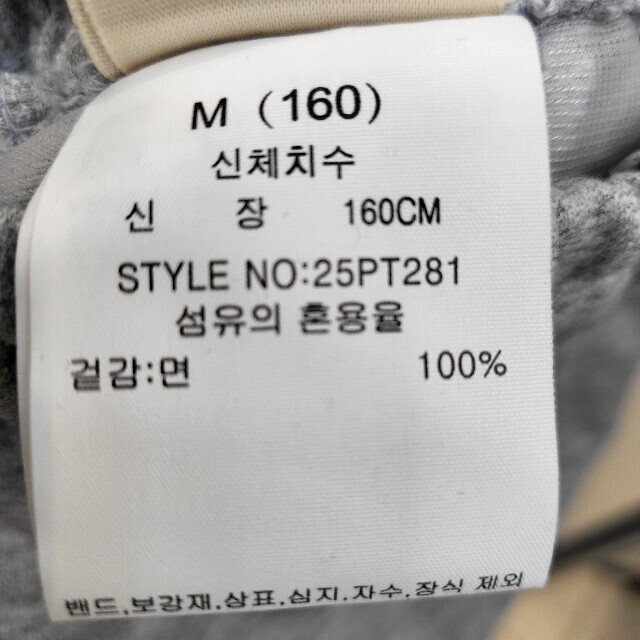 M (160)
신체치수
신 장 160CM
STYLE NO:25PT281
섬유의 혼용율
겉감:면 100%
밴드,보강재,상표,심지,자수,장식 제외